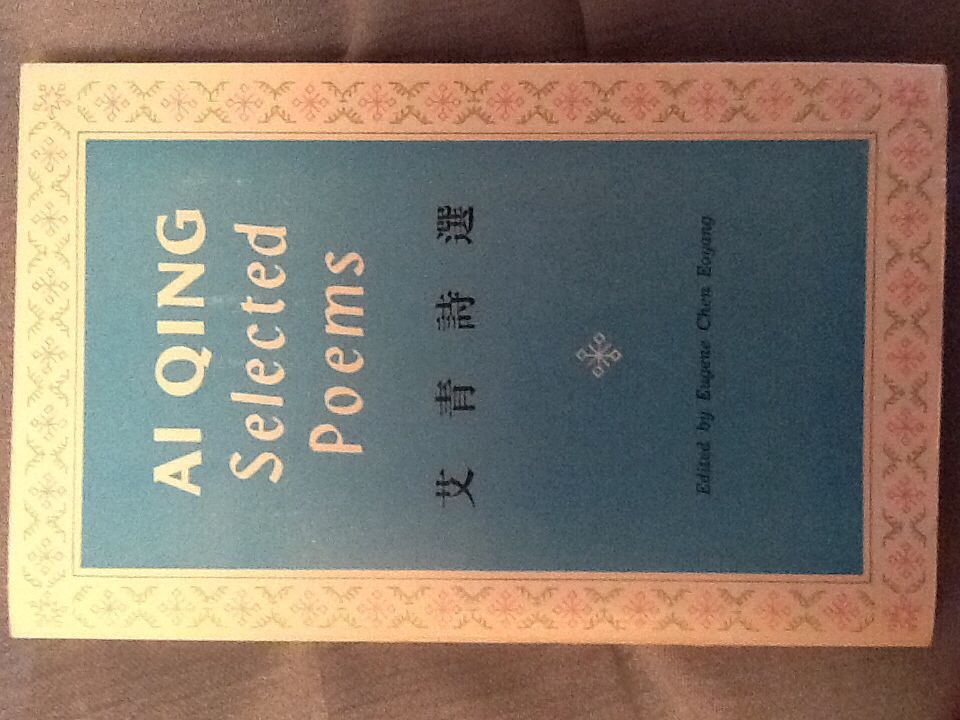 AI QING
Selected
Poems
艾青詩選
Edited by Eugene Chen Eoyang